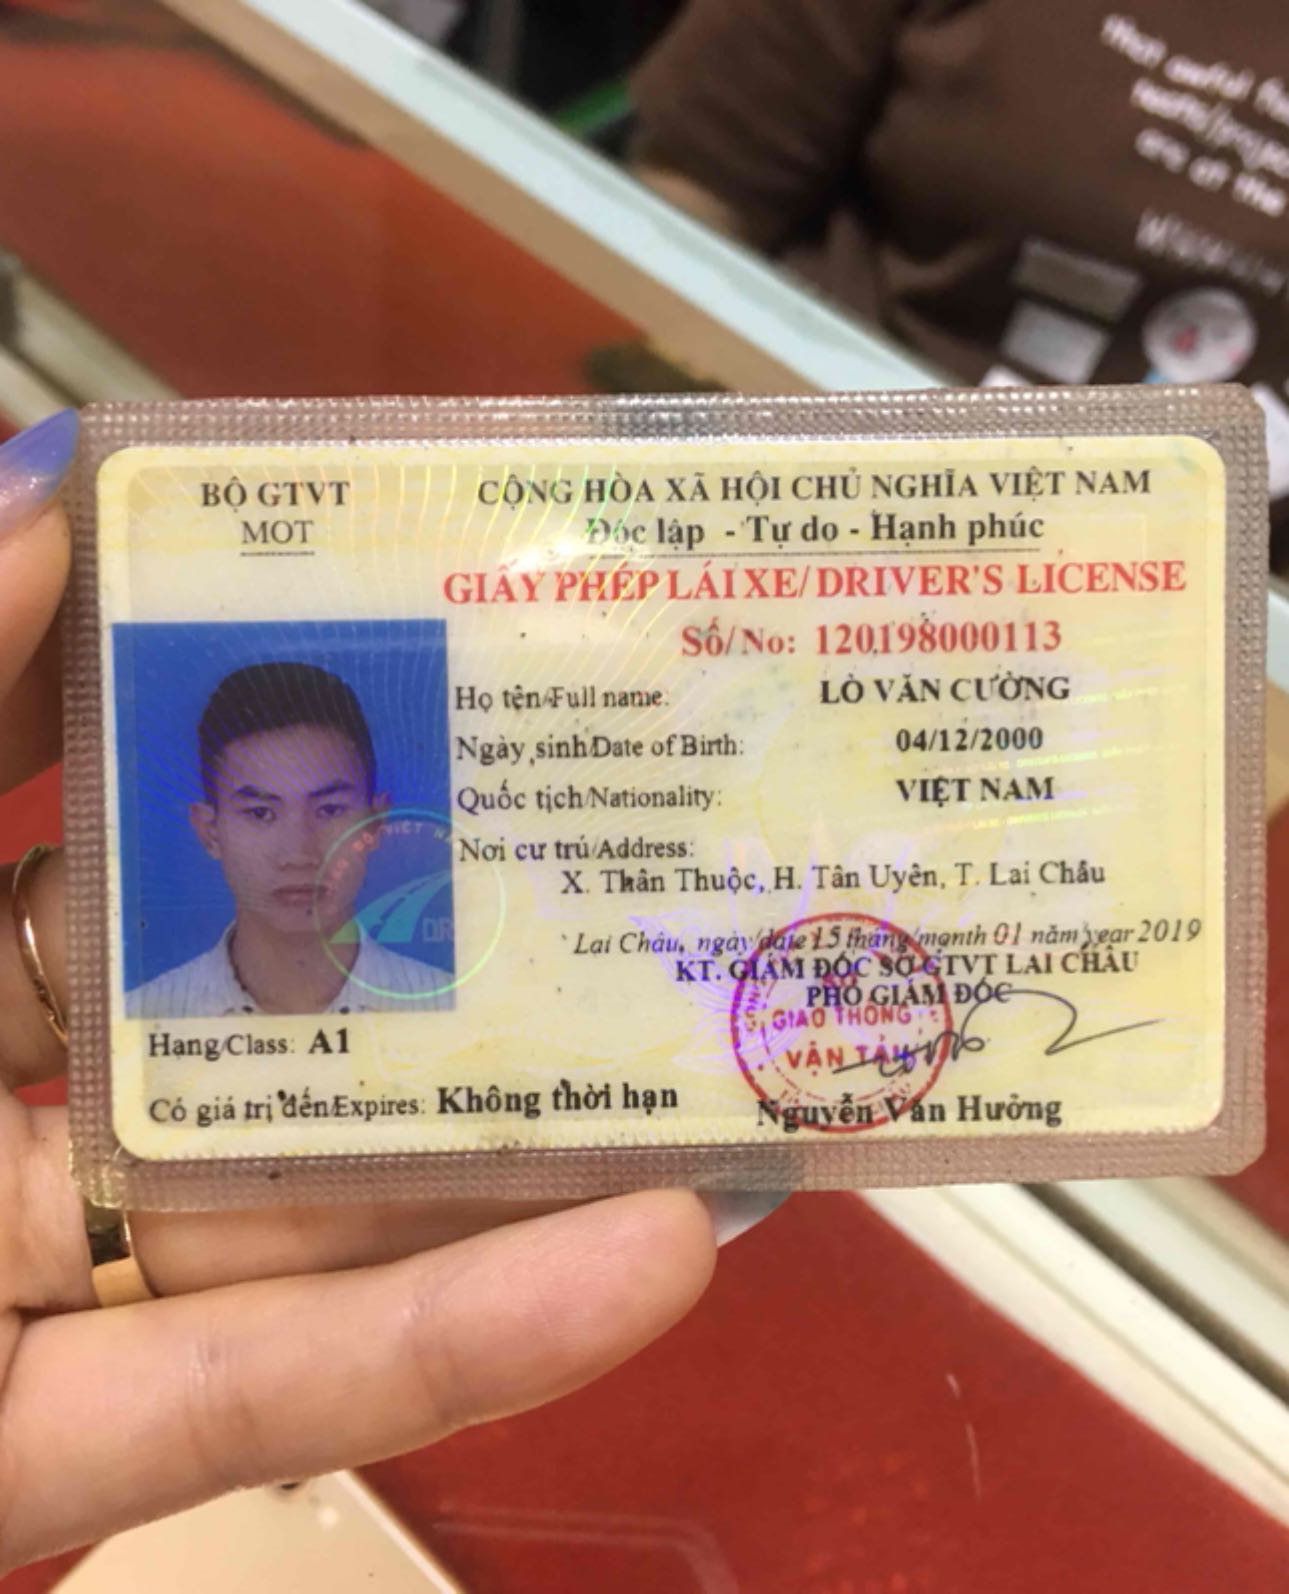 that awful
are of the
BỘ GTVT
MOT
CỘNG HÒA XÃ HỘI CHỦ NGHĨA VIỆT NAM
Độc lập - Tự do - Hạnh phúc
GIẤY PHÉP LÁI XE/ DRIVER'S LICENSE
Số/No: 120198000113
Họ tên/Full name: LÒ VĂN CƯỜNG
Ngày sinh/Date of Birth: 04/12/2000
Quốc tịch/Nationality: VIỆT NAM
Nơi cư trú/Address:
X. Thân Thuộc, H. Tân Uyên, T. Lai Châu
Lai Châu, ngày/date 15 tháng/month 01 năm/year 2019
KT. GIÁM ĐỐC SỞ GTVT LAI CHÂU
PHÓ GIÁM ĐỐC
GIAO THÔNG
VẬN TẢI
Nguyễn Văn Hưởng
Hạng/Class: A1
Có giá trị đến/Expires: Không thời hạn